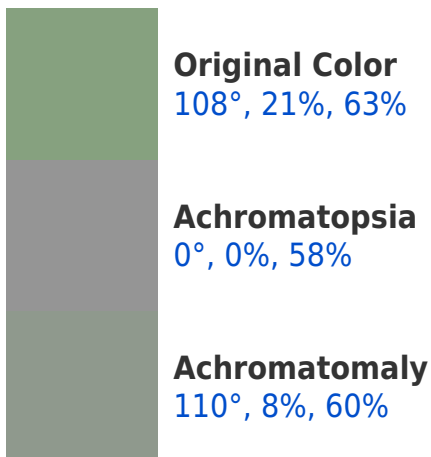 Original Color
108°, 21%, 63%
Achromatopsia
0°, 0%, 58%
Achromatomaly
110°, 8%, 60%